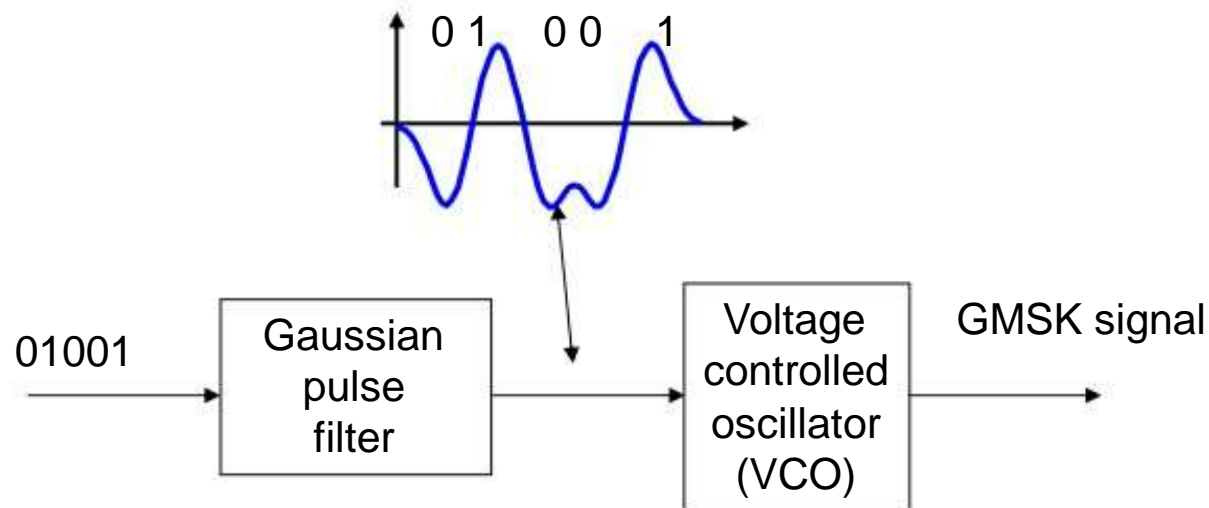 0 1 0 0 1
01001
Gaussian
pulse
filter
Voltage
controlled
oscillator
(VCO)
GMSK signal